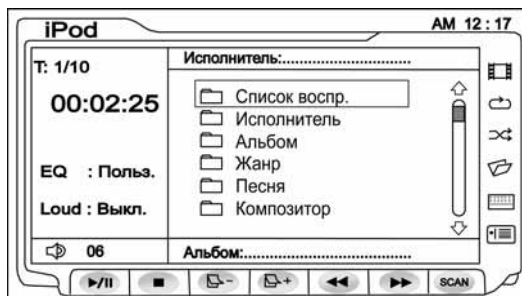 iPod
AM 12 : 17
T: 1/10
00:02:25
EQ : Польз.
Loud : Выкл.
06
Исполнитель:................................
Список воспр.
Исполнитель
Альбом
Жанр
Песня
Композитор
Альбом:..........................................
SCAN